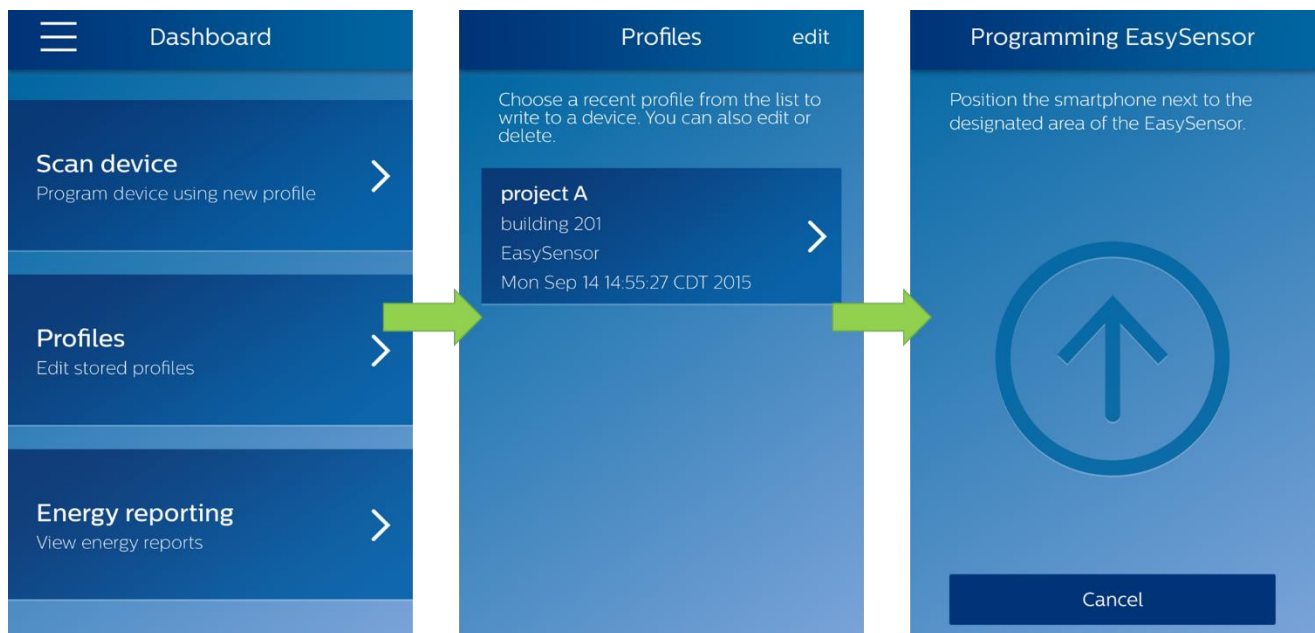 Dashboard
Scan device
Program device using new profile
Profiles
Edit stored profiles
Energy reporting
View energy reports
Profiles
edit
Choose a recent profile from the list to
write to a device. You can also edit or
delete.
project A
building 201
EasySensor
Mon Sep 14 14:55:27 CDT 2015
Programming EasySensor
Position the smartphone next to the
designated area of the EasySensor.
Cancel